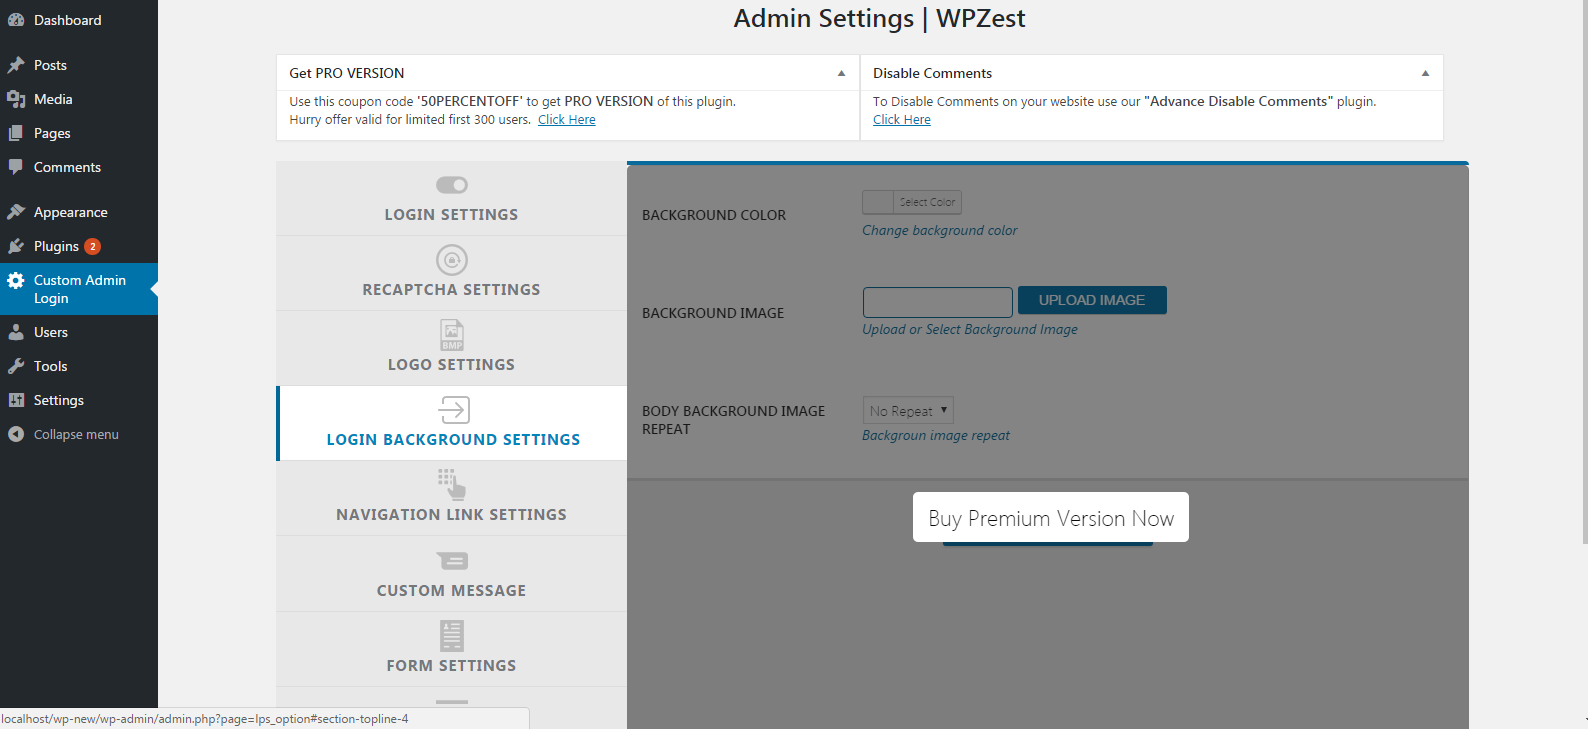 Dashboard
Posts
Media
Pages
Comments
Appearance
Plugins 2
Custom Admin
Login
Users
Tools
Settings
Collapse menu
Admin Settings | WPZest
Get PRO VERSION
Use this coupon code '50PERCENTOFF' to get PRO VERSION of this plugin.
Hurry offer valid for limited first 300 users. Click Here
Disable Comments
To Disable Comments on your website use our "Advance Disable Comments" plugin.
Click Here
LOGIN SETTINGS
RECAPTCHA SETTINGS
BMP
LOGO SETTINGS
LOGIN BACKGROUND SETTINGS
NAVIGATION LINK SETTINGS
CUSTOM MESSAGE
FORM SETTINGS
BACKGROUND COLOR
Select Color
Change background color
BACKGROUND IMAGE
UPLOAD IMAGE
Upload or Select Background Image
BODY BACKGROUND IMAGE
REPEAT
No Repeat
Backgroun image repeat
Buy Premium Version Now
localhost/wp-new/wp-admin/admin.php?page=lps_option#section-topline-4